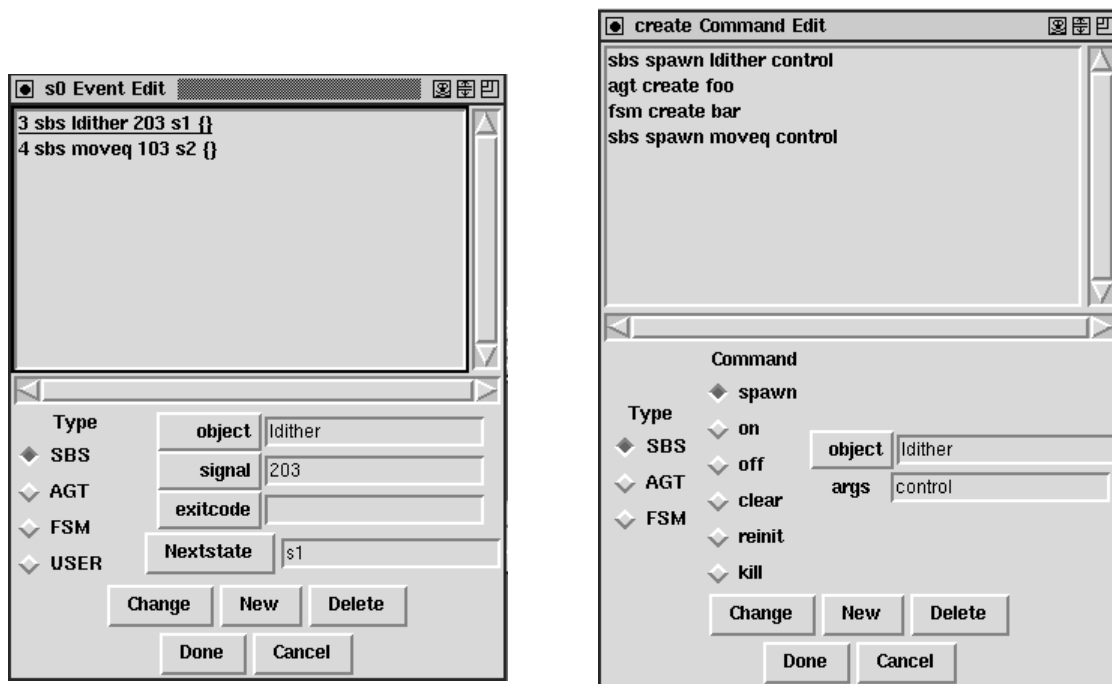 s0 Event Edit
3 sbs ldither 203 s1 {}
4 sbs moveq 103 s2 {}
Type
SBS
AGT
FSM
USER
object ldither
signal 203
exitcode
Nextstate s1
Change New Delete
Done Cancel
create Command Edit
sbs spawn ldither control
agt create foo
fsm create bar
sbs spawn moveq control
Type
SBS
AGT
FSM
Command
spawn
on
off
clear
reinit
kill
object ldither
args control
Change New Delete
Done Cancel